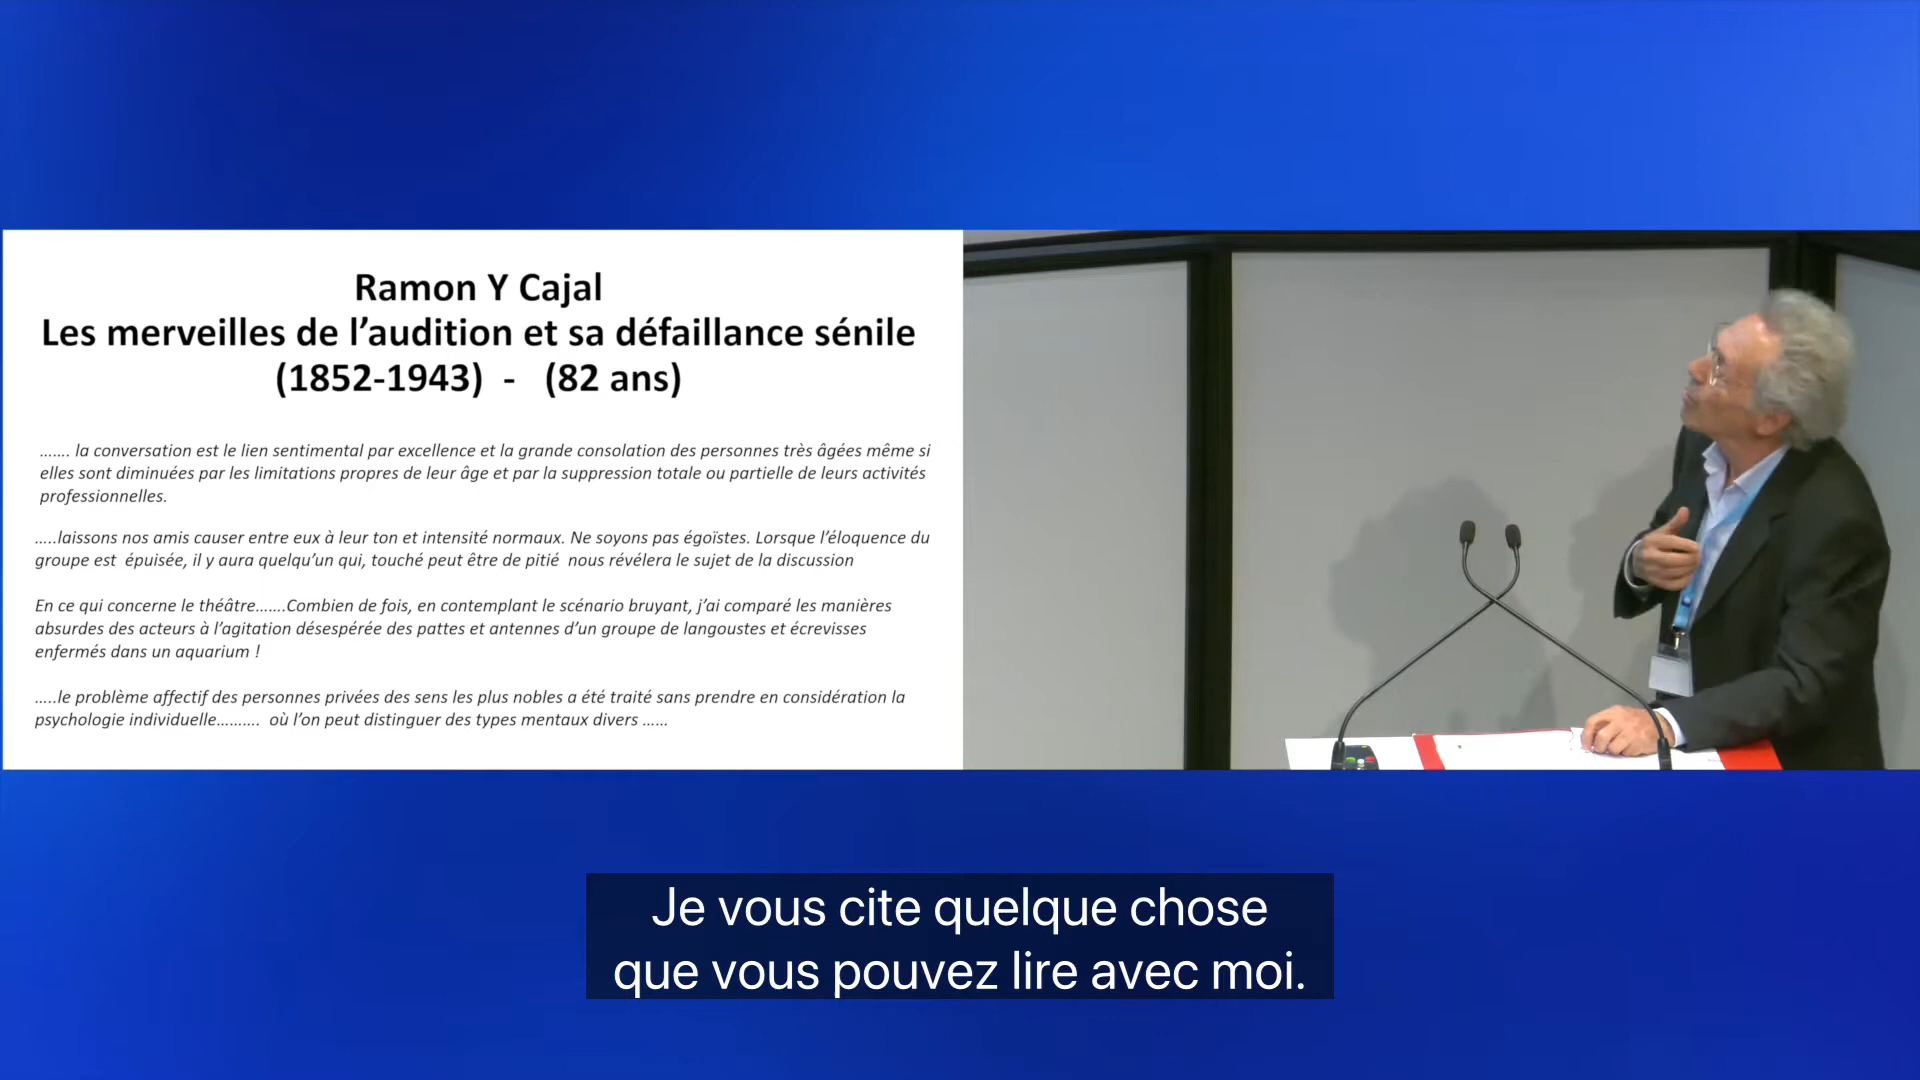 Ramon Y Cajal
Les merveilles de l’audition et sa défaillance sénile
(1852-1943) - (82 ans)
……. la conversation est le lien sentimental par excellence et la grande consolation des personnes très âgées même si
elles sont diminuées par les limitations propres de leur âge et par la suppression totale ou partielle de leurs activités
professionnelles.
…..laissons nos amis causer entre eux à leur ton et intensité normaux. Ne soyons pas égoïstes. Lorsque l’éloquence du
groupe est épuisée, il y aura quelqu’un qui, touché peut être de pitié nous révélera le sujet de la discussion
En ce qui concerne le théâtre…….Combien de fois, en contemplant le scénario bruyant, j’ai comparé les manières
absurdes des acteurs à l’agitation désespérée des pattes et antennes d’un groupe de langoustes et écrevisses
enfermés dans un aquarium !
…..le problème affectif des personnes privées des sens les plus nobles a été traité sans prendre en considération la
psychologie individuelle………. où l’on peut distinguer des types mentaux divers ……
Je vous cite quelque chose
que vous pouvez lire avec moi.